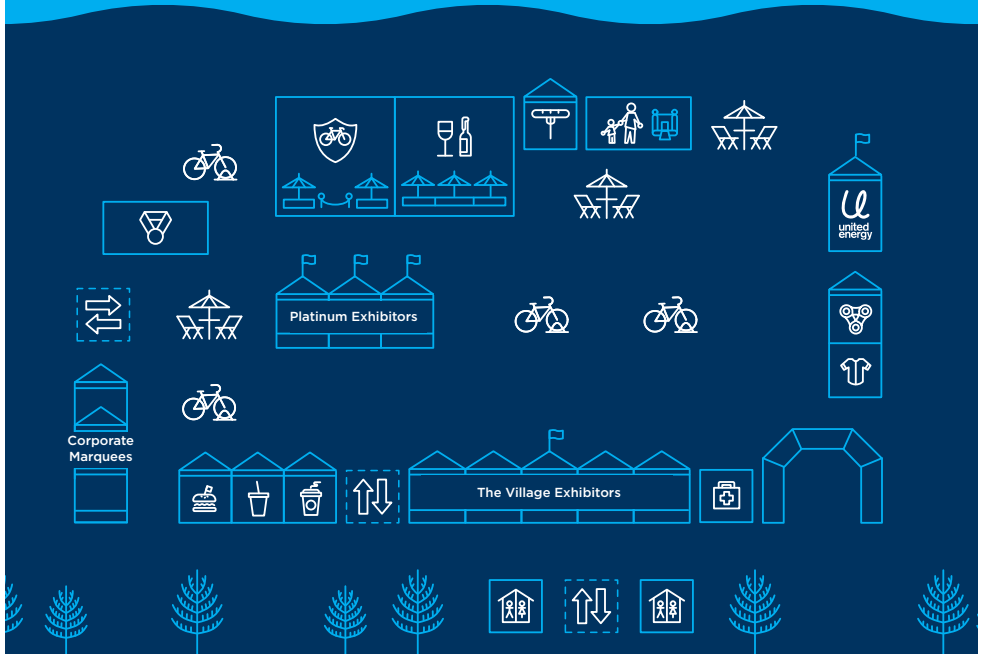 united
energy
Platinum Exhibitors
Corporate
Marquees
The Village Exhibitors